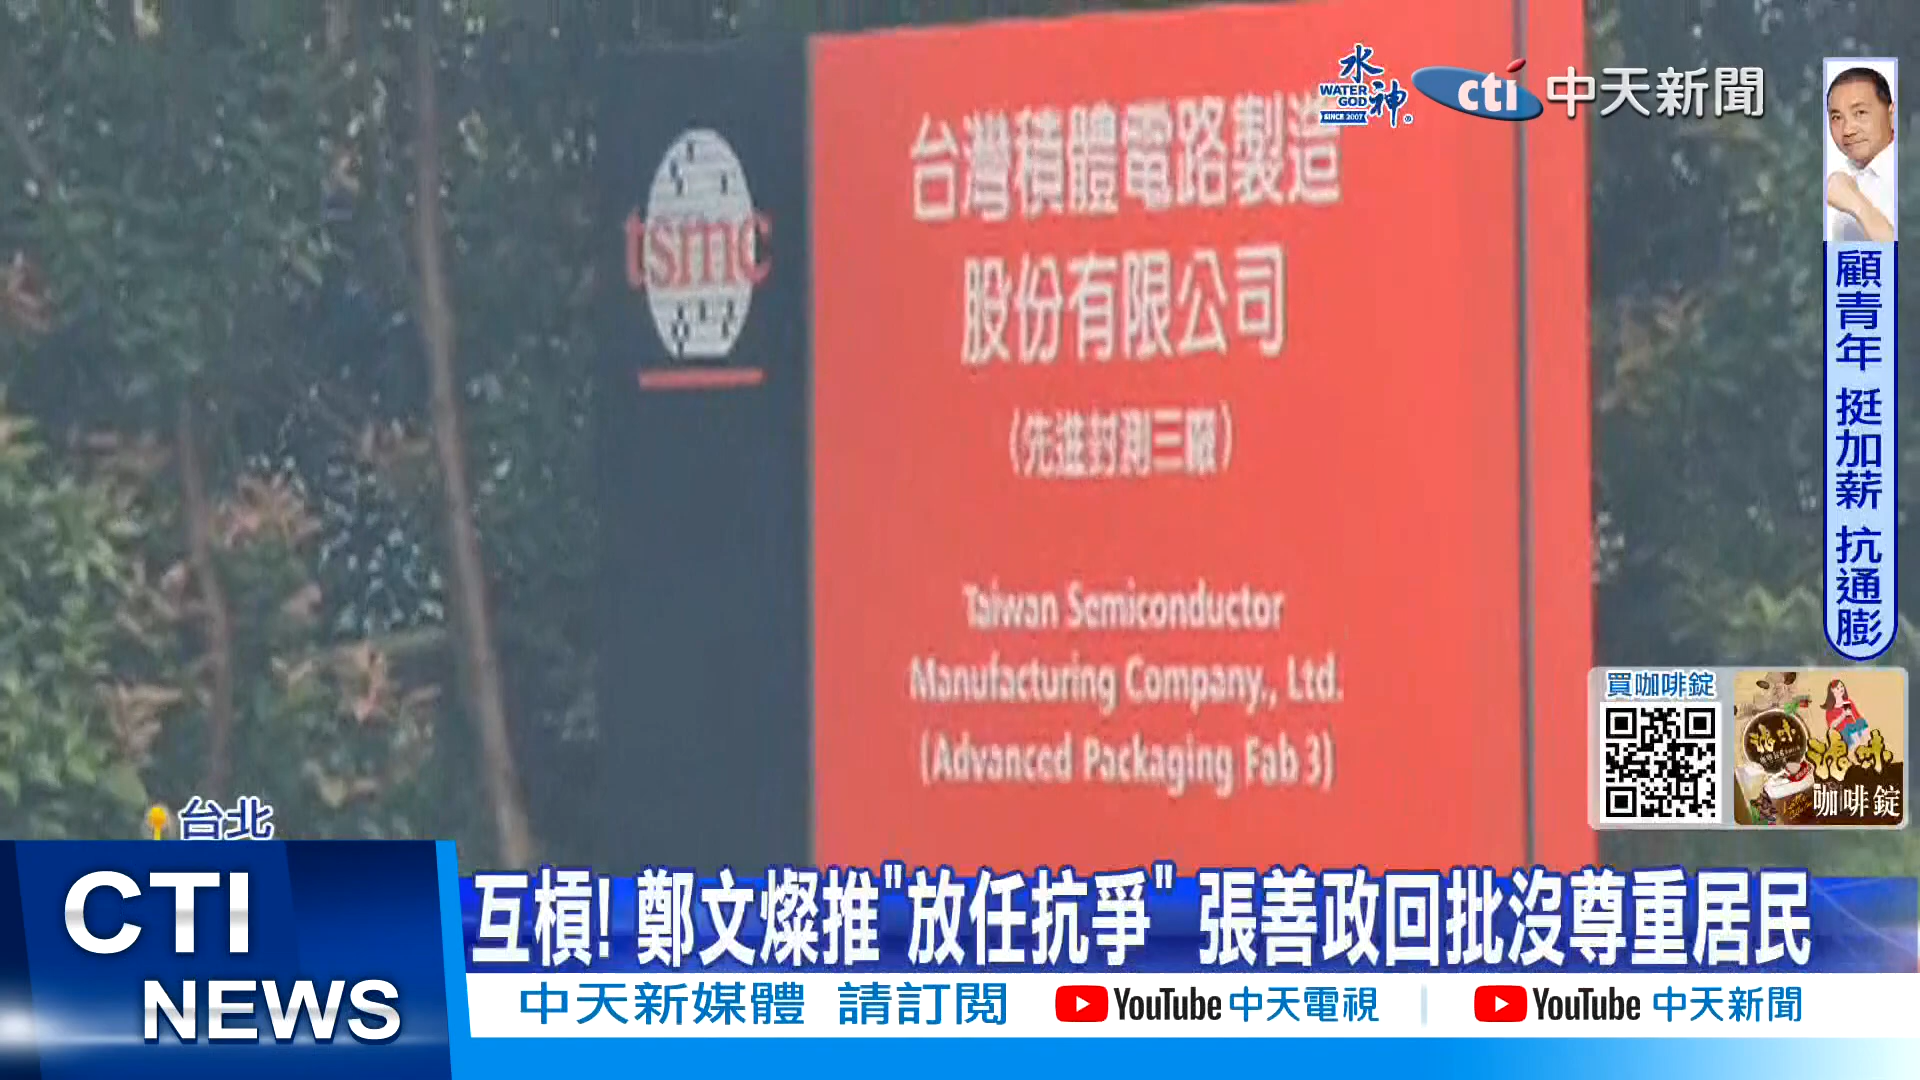 水神
WATER
GOD
SINCE 2007
cti 中天新聞
台灣積體電路製造
股份有限公司
(先進封測三廠)
tsmc
Taiwan Semiconductor
Manufacturing Company., Ltd.
(Advanced Packaging Fab 3)
顧青年 挺加薪 抗通膨
買咖啡錠
滾味
咖啡錠
台北
CTI
NEWS
互槓! 鄭文燦推"放任抗爭" 張善政回批沒尊重居民
中天新媒體 請訂閱 YouTube 中天電視 | YouTube 中天新聞